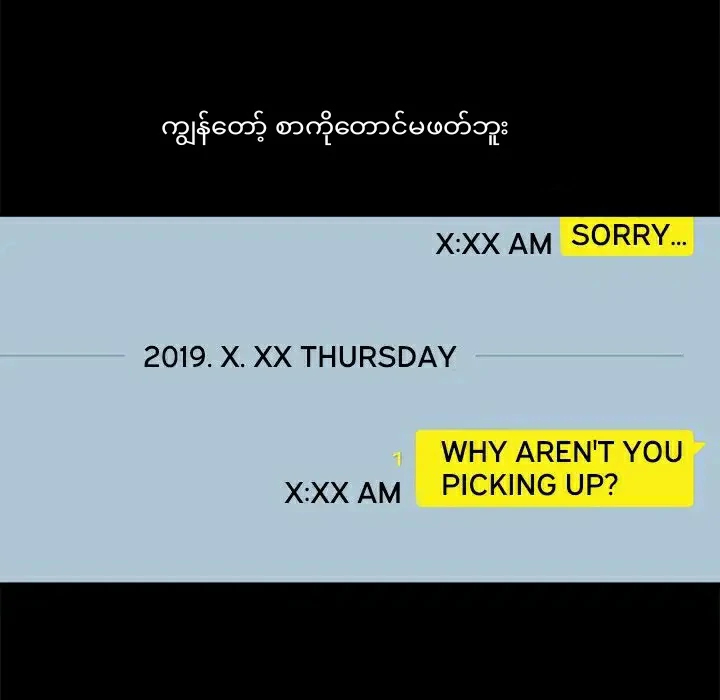 ကျွန်တော့် စာကိုတောင်မဖတ်ဘူး
X:XX AM SORRY...
2019. X. XX THURSDAY
1 WHY AREN'T YOU
X:XX AM PICKING UP?